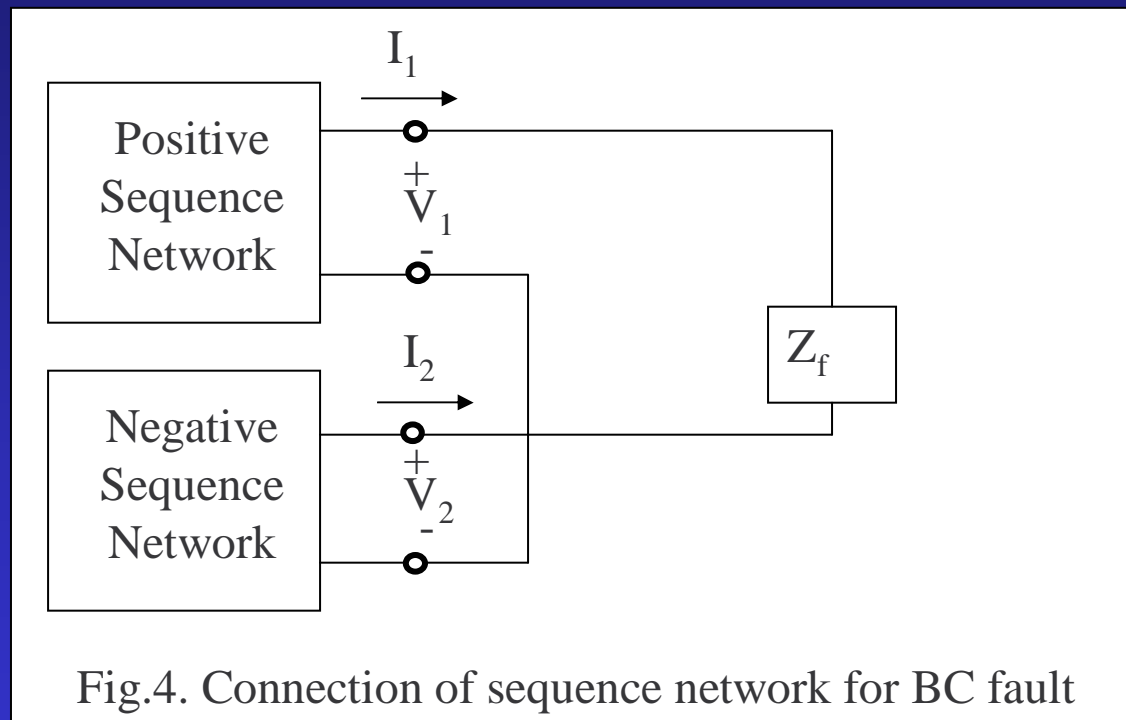 I₁
Positive
Sequence
Network
+
V₁
-
Z_f
I₂
Negative
Sequence
Network
+
V₂
-
Fig.4. Connection of sequence network for BC fault